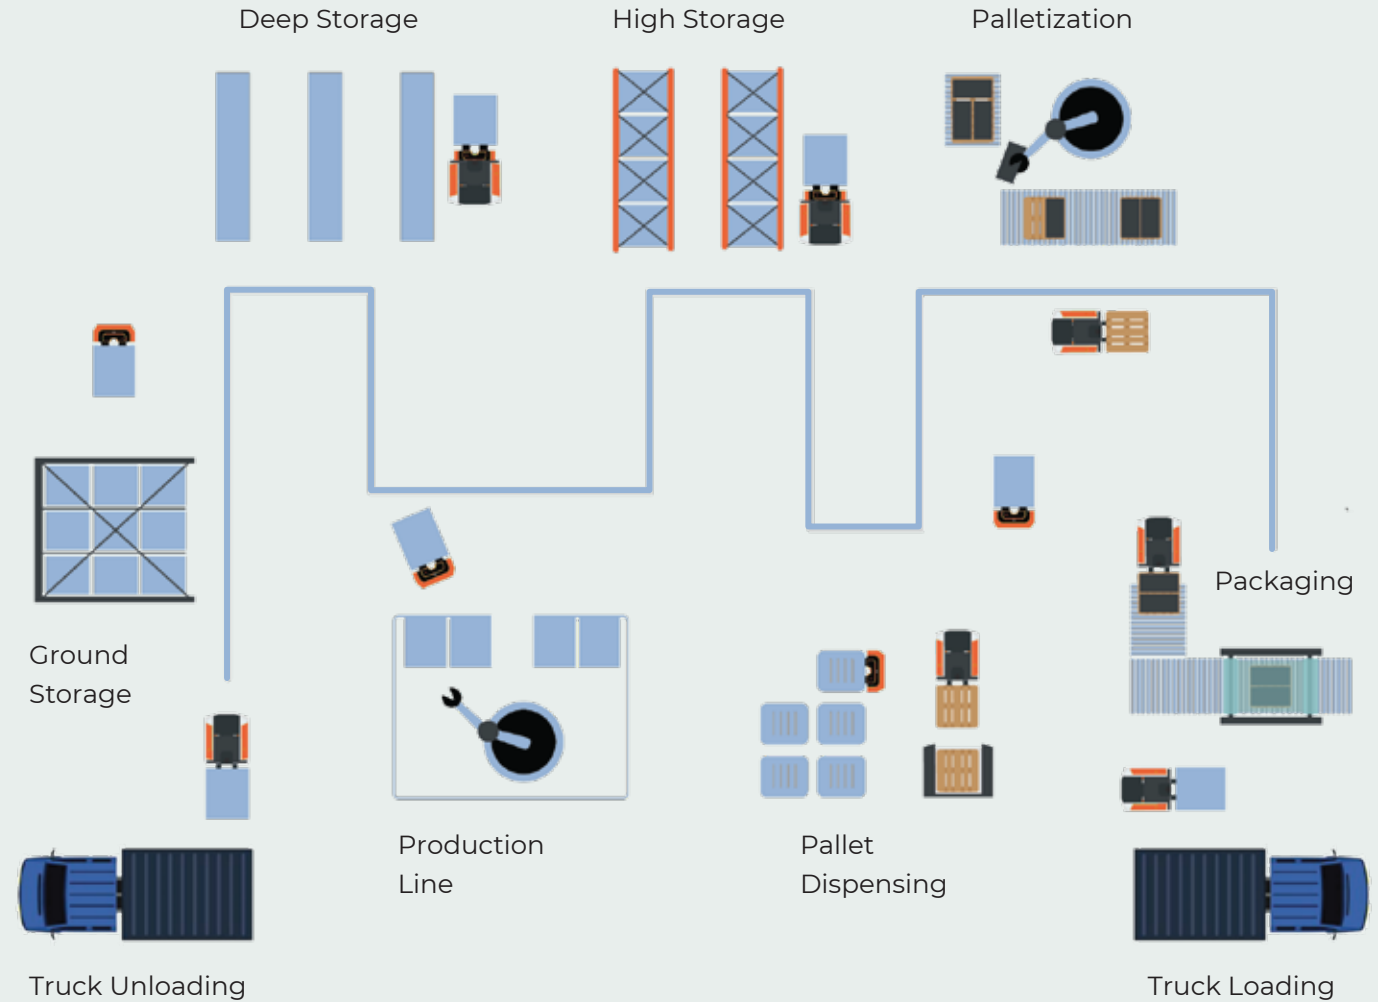 Deep Storage
High Storage
Palletization
Packaging
Ground
Storage
Production
Line
Pallet
Dispensing
Truck Unloading
Truck Loading